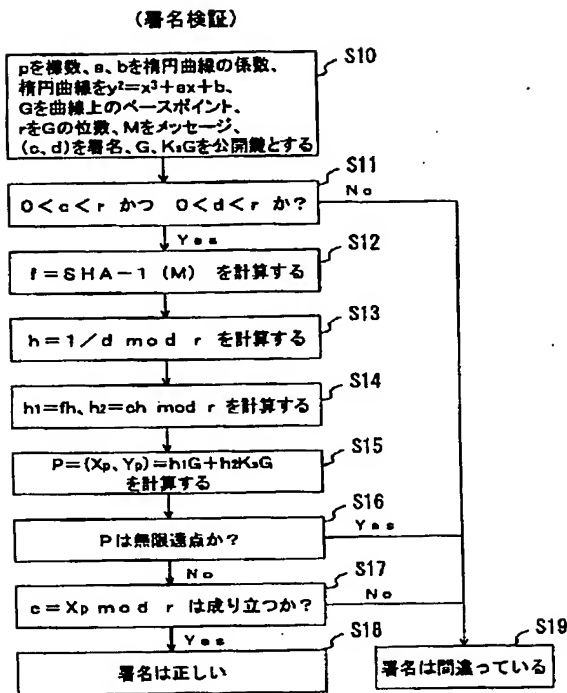 (署名検証)
S10
pを標数、a、bを楕円曲線の係数、
楕円曲線をy²=x³+ax+b、
Gを曲線上のベースポイント、
rをGの位数、Mをメッセージ、
(c、d)を署名、G、KsGを公開鍵とする
S11
0<c<r かつ 0<d<r か?
No
Yes
S12
f=SHA-1 (M) を計算する
S13
h=1/d mod r を計算する
S14
h1=fh、h2=ch mod r を計算する
S15
P=(Xp、Yp)=h1G+h2KsG
を計算する
S16
Pは無限遠点か?
Yes
No
S17
c=Xp mod r は成り立つか?
No
Yes
S18
署名は正しい
S19
署名は間違っている